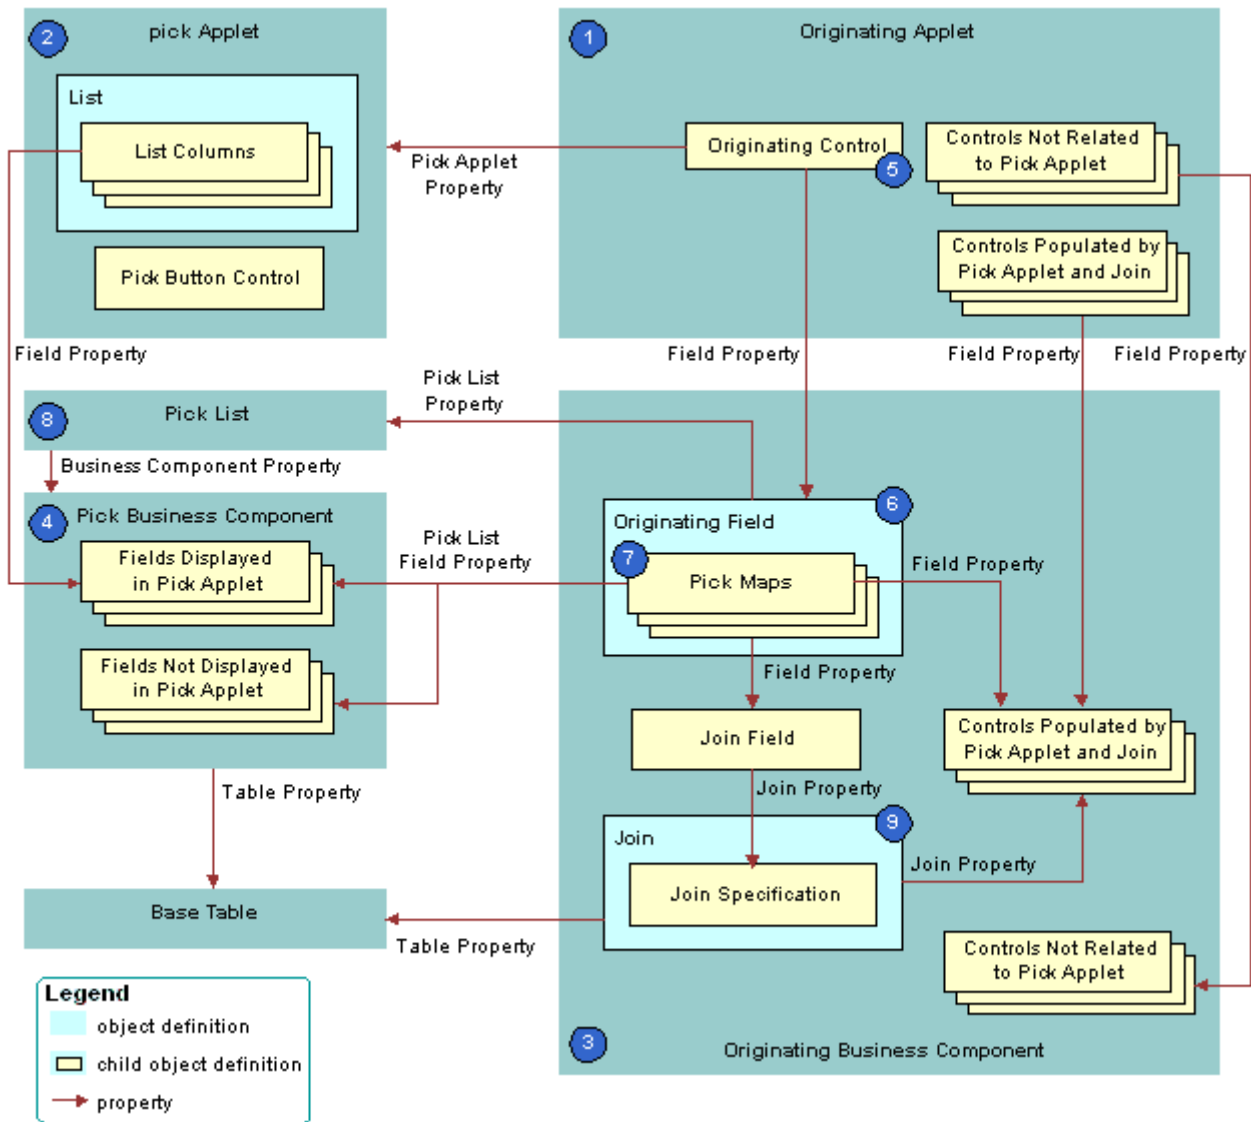 2
pick Applet
1
Originating Applet
List
List Columns
Pick Button Control
Pick Applet
Property
Originating Control
5
Controls Not Related
to Pick Applet
Controls Populated by
Pick Applet and Join
Field Property
Field Property
Field Property
Field Property
Pick List
Property
8
Pick List
Business Component Property
4
Pick Business Component
Fields Displayed
in Pick Applet
Fields Not Displayed
in Pick Applet
Pick List
Field Property
6
Originating Field
7
Pick Maps
Field Property
Field Property
Join Field
Controls Populated by
Pick Applet and Join
Table Property
Join Property
9
Join
Join Specification
Join Property
Base Table
Table Property
Controls Not Related
to Pick Applet
3
Originating Business Component
Legend
object definition
child object definition
property